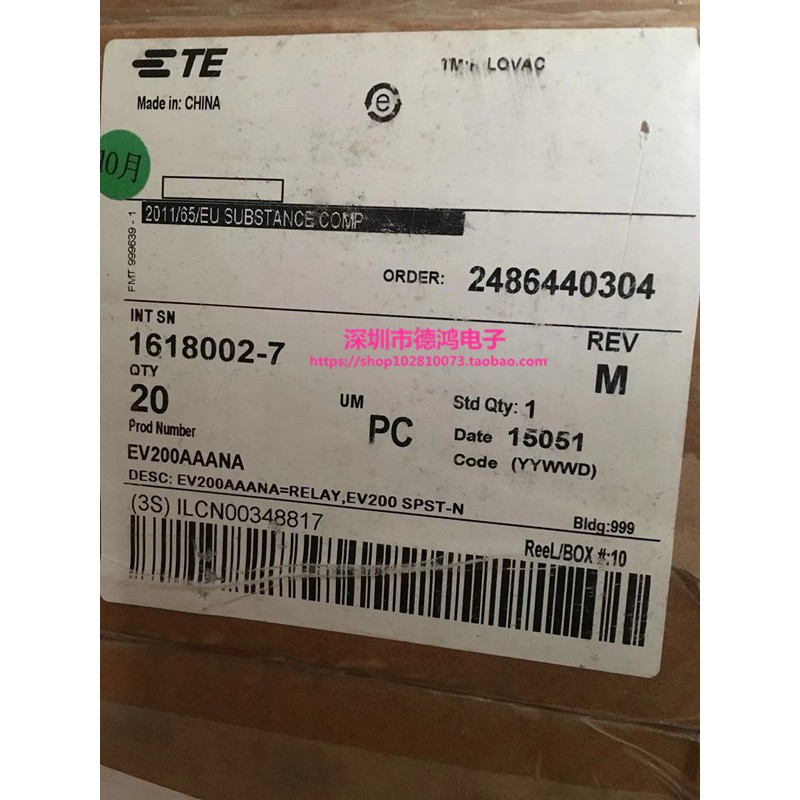 TE
LOVAC
Made in: CHINA
e
10月
2011/65/EU SUBSTANCE COMP
FMT 999639 - 1
ORDER: 2486440304
INT SN
1618002-7
深圳市德鸿电子
https://shop102810073.taobao.com
REV
M
QTY
20
UM
PC
Std Qty: 1
Prod Number
Date 15051
EV200AAANA
Code (YYWWD)
DESC: EV200AAANA=RELAY,EV200 SPST-N
Bldg:999
(3S) ILCN00348817
ReeL/BOX #:10